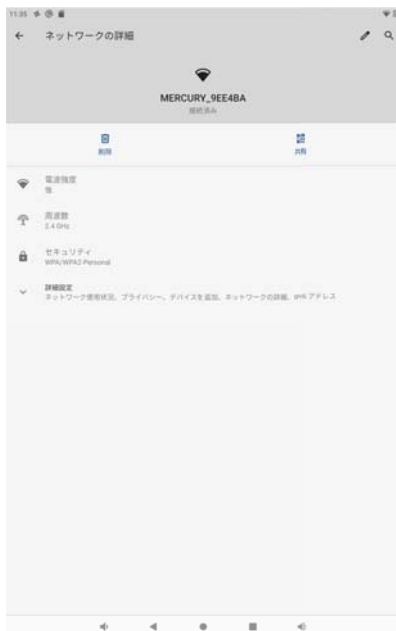 11:35
ネットワークの詳細
MERCURY_9EE4BA
接続済み
削除
共有
電波強度
強
周波数
2.4 GHz
セキュリティ
WPA/WPA2-Personal
詳細設定
ネットワーク使用状況、プライバシー、デバイスを追加、ネットワークの詳細、IPv6 アドレス